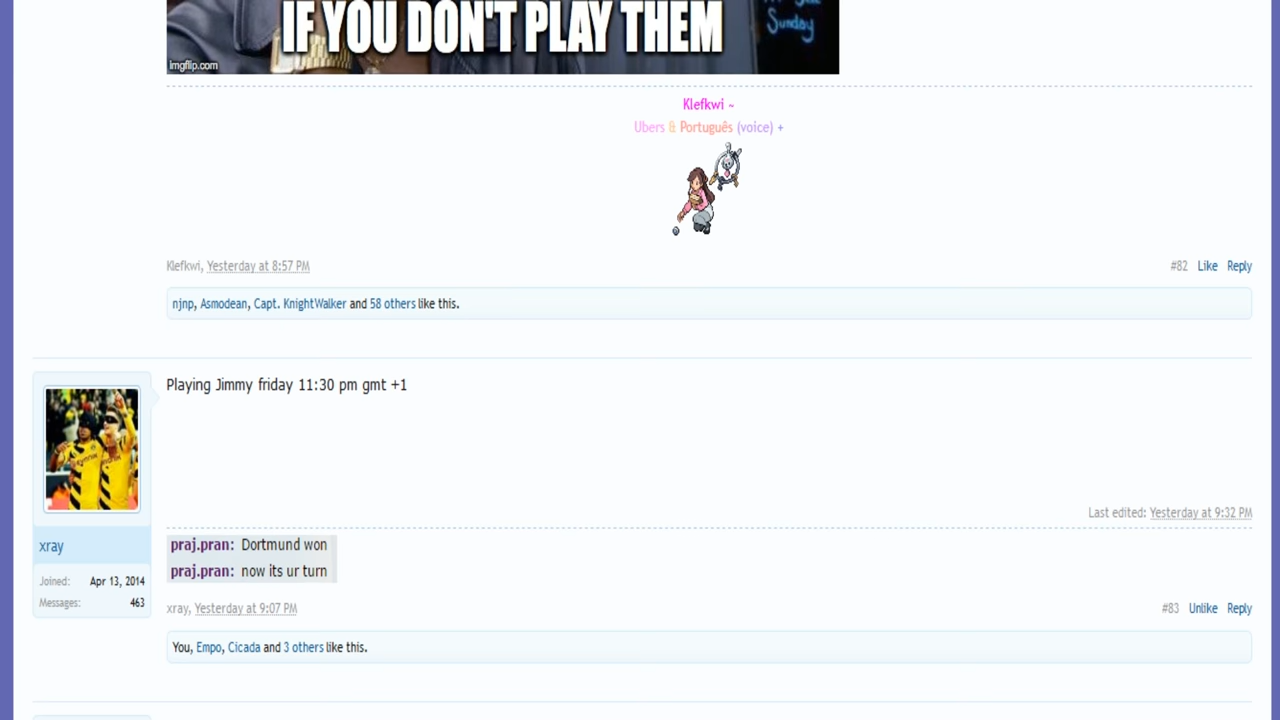 IF YOU DON'T PLAY THEM
Sunday
imgflip.com
Klefkwi ~
Ubers & Português (voice) +
Klefkwi, Yesterday at 8:57 PM #82 Like Reply
njnp, Asmodean, Capt. KnightWalker and 58 others like this.
Playing Jimmy friday 11:30 pm gmt +1
Last edited: Yesterday at 9:32 PM
xray
Joined: Apr 13, 2014
Messages: 463
praj.pran: Dortmund won
praj.pran: now its ur turn
xray, Yesterday at 9:07 PM #83 Unlike Reply
You, Empo, Cicada and 3 others like this.